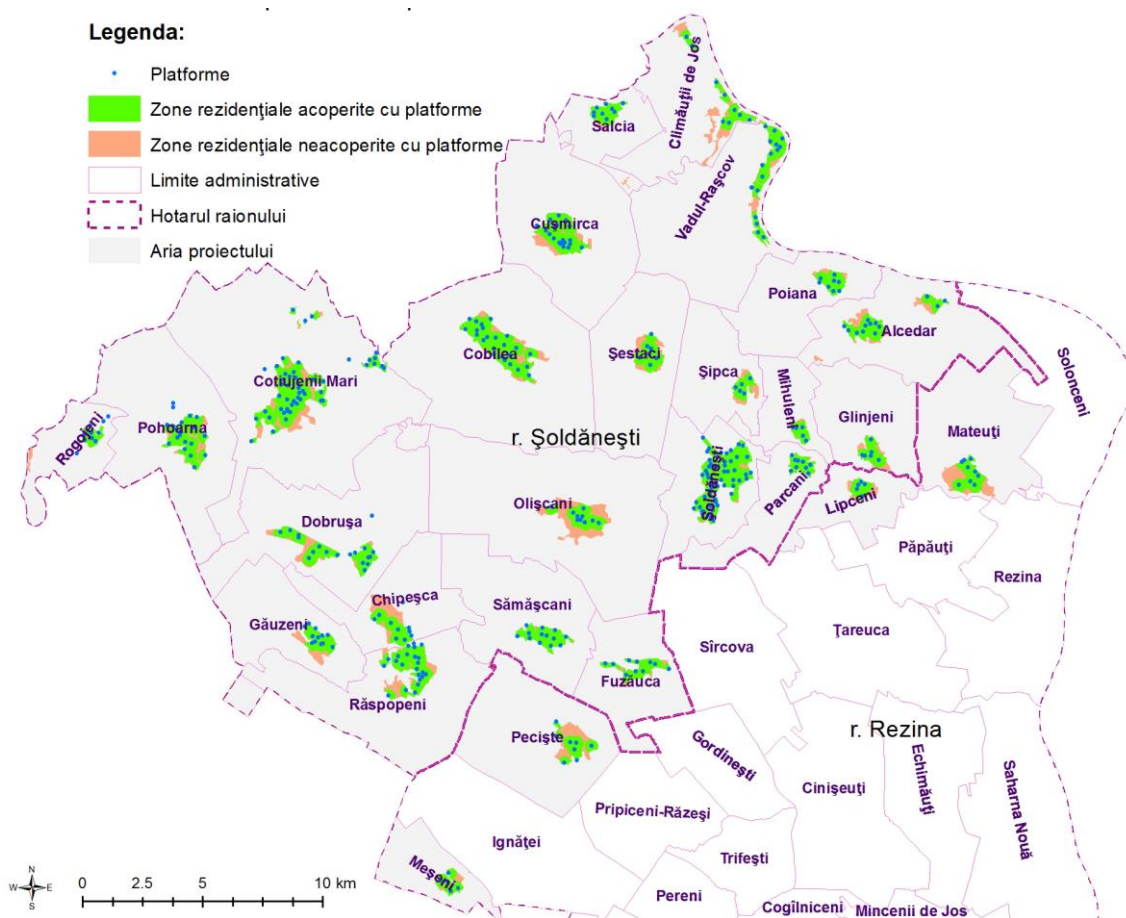 Legenda:
Platforme
Zone rezidenţiale acoperite cu platforme
Zone rezidenţiale neacoperite cu platforme
Limite administrative
Hotarul raionului
Aria proiectului
Climăuţii de Jos
Salcia
Vadul-Raşcov
Cuşmirca
Poiana
Alcedar
Cobîlea
Şestaci
Şipca
Mihuleni
Solonceni
Cotiujenii Mari
Glinjeni
Rogojeni
Pohoarna
Mateuţi
r. Şoldăneşti
Şoldăneşti
Parcani
Lipceni
Olişcani
Dobruşa
Păpăuţi
Rezina
Chipeşca
Sămăşcani
Găuzeni
Ţareuca
Sîrcova
Fuzăuca
Răspopeni
Pecişte
r. Rezina
Gordineşti
Echimăuţi
Saharna Nouă
Cinişeuţi
Pripiceni-Răzeşi
Ignăţei
Trifeşti
Meşeni
Pereni
Cogîlniceni
Mincenii de Jos
N
W E
S
0 2.5 5 10 km